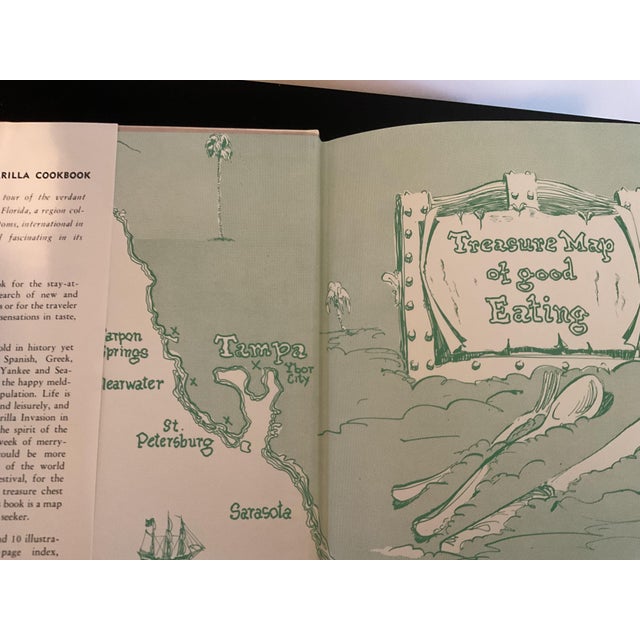 RILLA COOKBOOK
tour of the verdant
Florida, a region col-
oms, international in
fascinating in its
ok for the stay-at-
earch of new and
s or for the traveler
sensations in taste,
old in history yet
Spanish, Greek,
Yankee and Sea-
the happy meld-
pulation. Life is
nd leisurely, and
rilla Invasion in
the spirit of the
week of merry-
ould be more
of the world
estival, for the
treasure chest
s book is a map
seeker.
nd 10 illustra-
page index,
Tarpon
Springs
Clearwater
St.
Petersburg
Tampa
Ybor
City
Sarasota
Treasure Map
of good
Eating